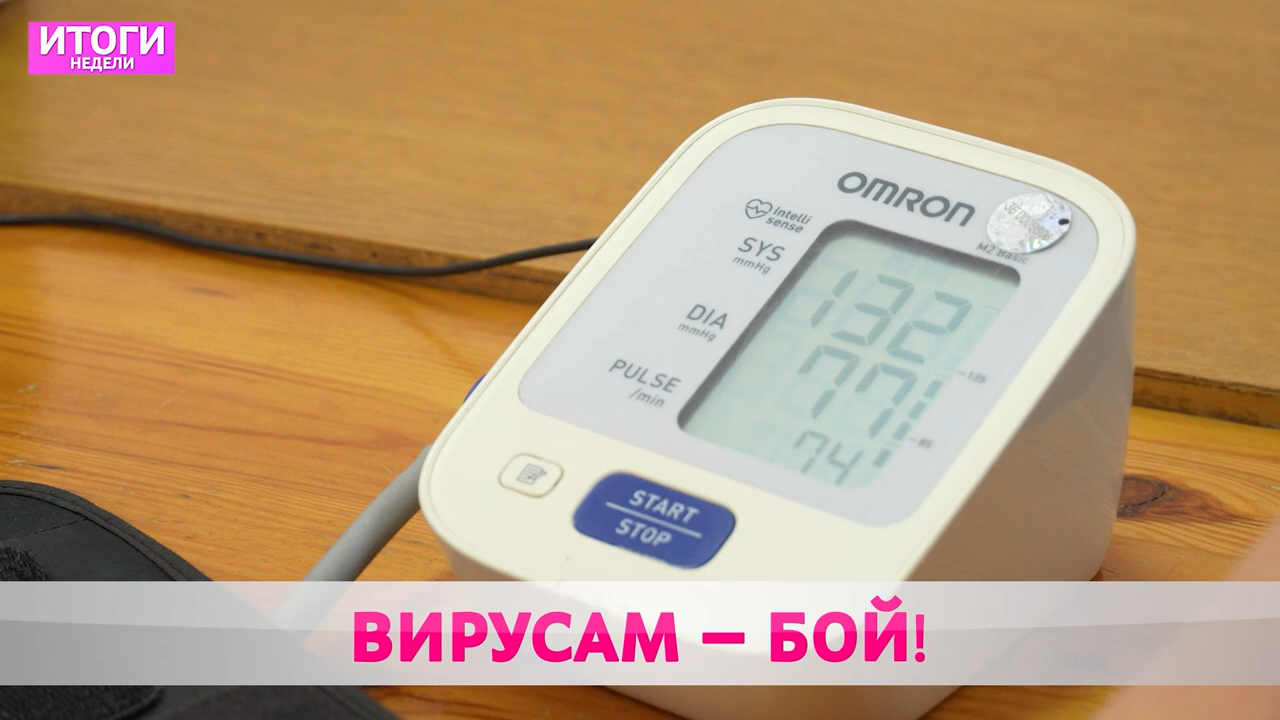 ИТОГИ
НЕДЕЛИ
OMRON
Intelli
sense
M2 Basic
SYS
mmHg
132
DIA
mmHg
77
135
85
PULSE
/min
74
START
STOP
ВИРУСАМ – БОЙ!